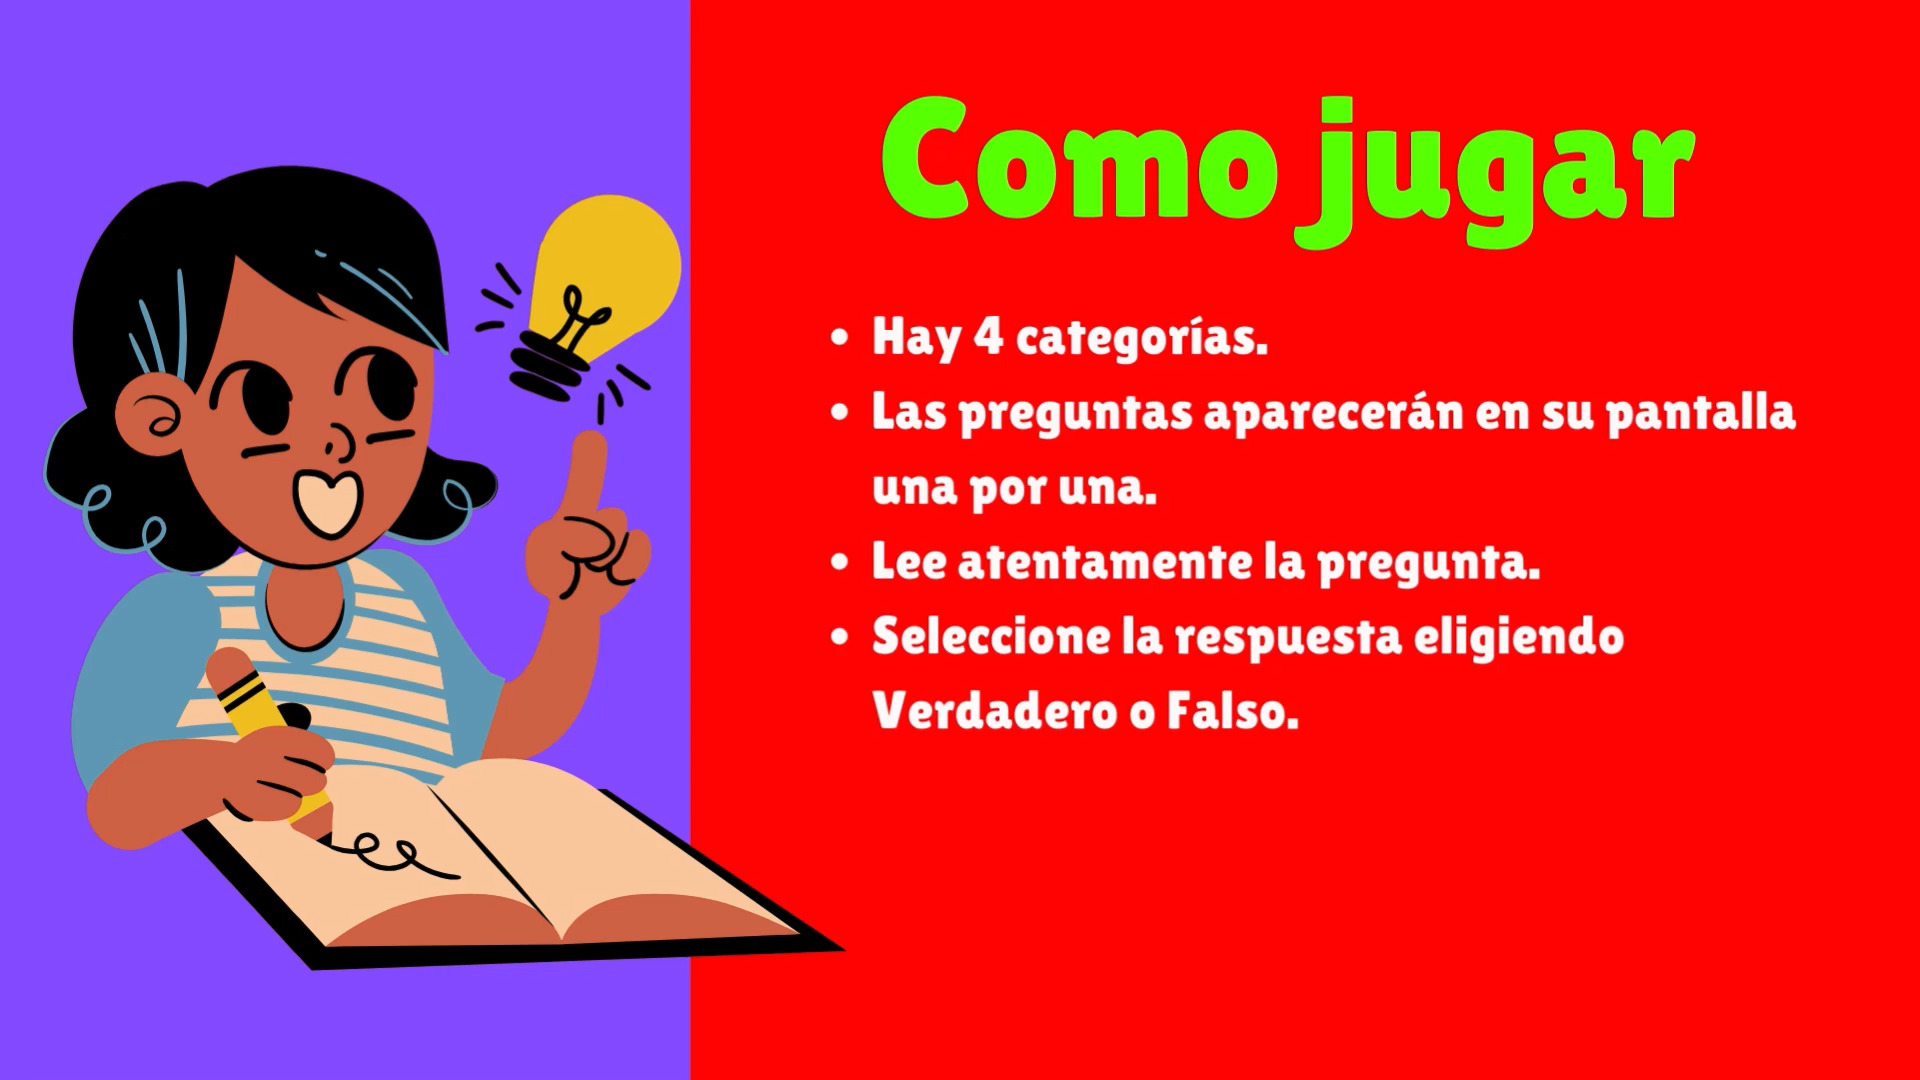 Como jugar
• Hay 4 categorías.
• Las preguntas aparecerán en su pantalla
una por una.
• Lee atentamente la pregunta.
• Seleccione la respuesta eligiendo
Verdadero o Falso.